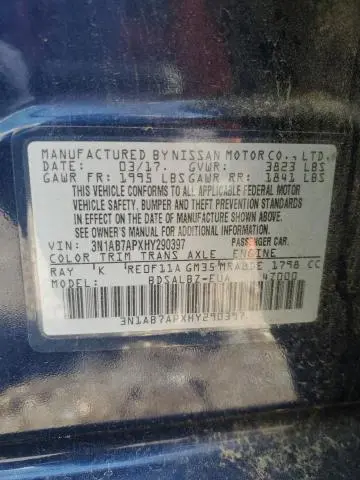 MANUFACTURED BY NISSAN MOTOR CO., LTD.
DATE: 03/17. GVWR: 3823 LBS
GAWR FR: 1995 LBS GAWR RR: 1841 LBS
THIS VEHICLE CONFORMS TO ALL APPLICABLE FEDERAL MOTOR
VEHICLE SAFETY, BUMPER AND THEFT PREVENTION STANDARDS
IN EFFECT ON THE DATE OF MANUFACTURE SHOWN ABOVE.
SEE OWNER'S MANUAL FOR ADDITIONAL INFORMATION.
VIN: 3N1AB7APXHY290397 PASSENGER CAR
COLOR TRIM TRANS AXLE ENGINE
RAY K RE0F11A GM35 MRA8DE 1798 CC
MODEL: BDSALBZ-EUA 47000
3N1AB7APXHY290397